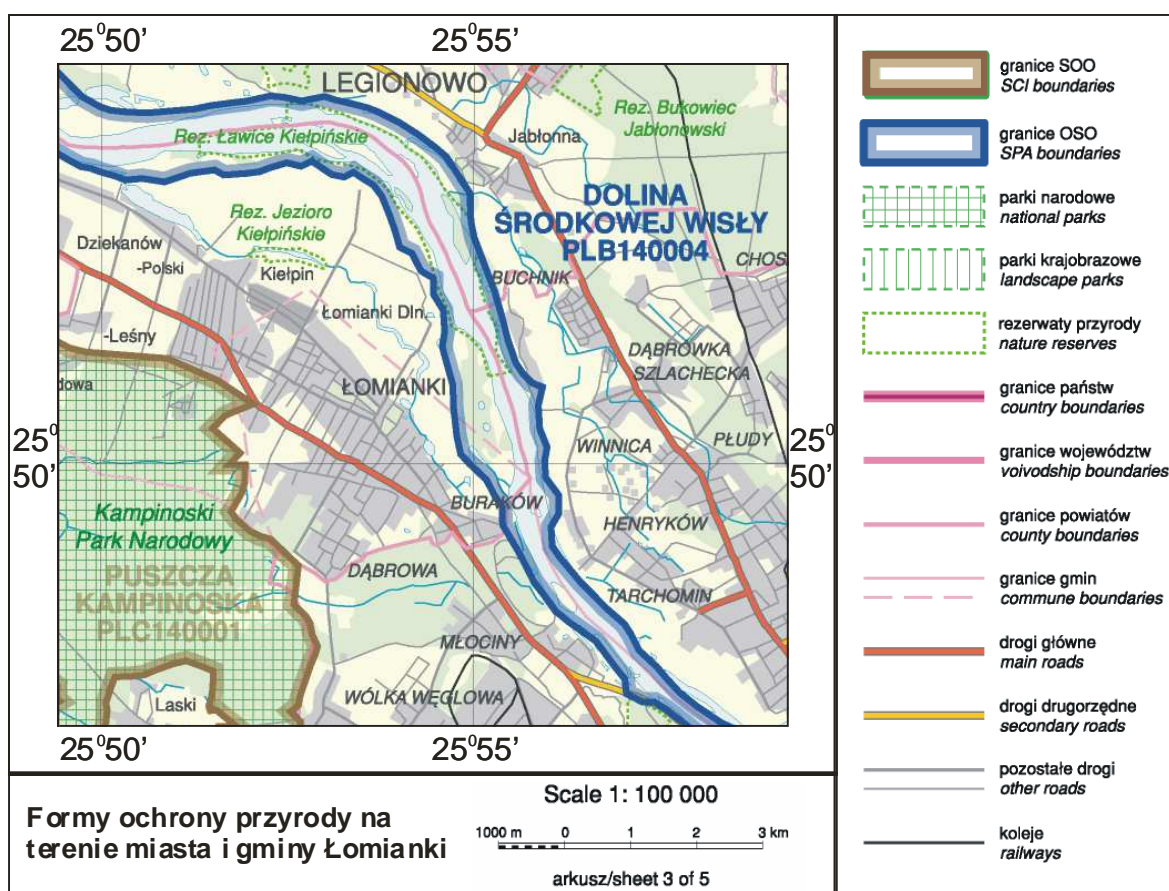 25⁰50’
25⁰55’
LEGIONOWO
Rez. Bukowiec
Jabłonowski
Jabłonna
Rez. Ławice Kiełpińskie
DOLINA
ŚRODKOWEJ WISŁY
PLB140004
Rez. Jezioro
Kiełpińskie
Dziekanów
-Polski
Kiełpin
BUCHNIK
CHOS
Łomianki Dln.
-Leśny
DĄBRÓWKA
SZLACHECKA
dowa
ŁOMIANKI
25⁰
50’
WINNICA
PŁUDY
25⁰
50’
BURAKÓW
Kampinoski
Park Narodowy
HENRYKÓW
PUSZCZA
KAMPINOSKA
PLC140001
DĄBROWA
TARCHOMIN
MŁOCINY
Laski
WÓLKA WĘGLOWA
25⁰50’
25⁰55’
Formy ochrony przyrody na
terenie miasta i gminy Łomianki
Scale 1: 100 000
1000 m 0 1 2 3 km
arkusz/sheet 3 of 5
granice SOO
SCI boundaries
granice OSO
SPA boundaries
parki narodowe
national parks
parki krajobrazowe
landscape parks
rezerwaty przyrody
nature reserves
granice państw
country boundaries
granice województw
voivodship boundaries
granice powiatów
county boundaries
granice gmin
commune boundaries
drogi główne
main roads
drogi drugorzędne
secondary roads
pozostałe drogi
other roads
koleje
railways